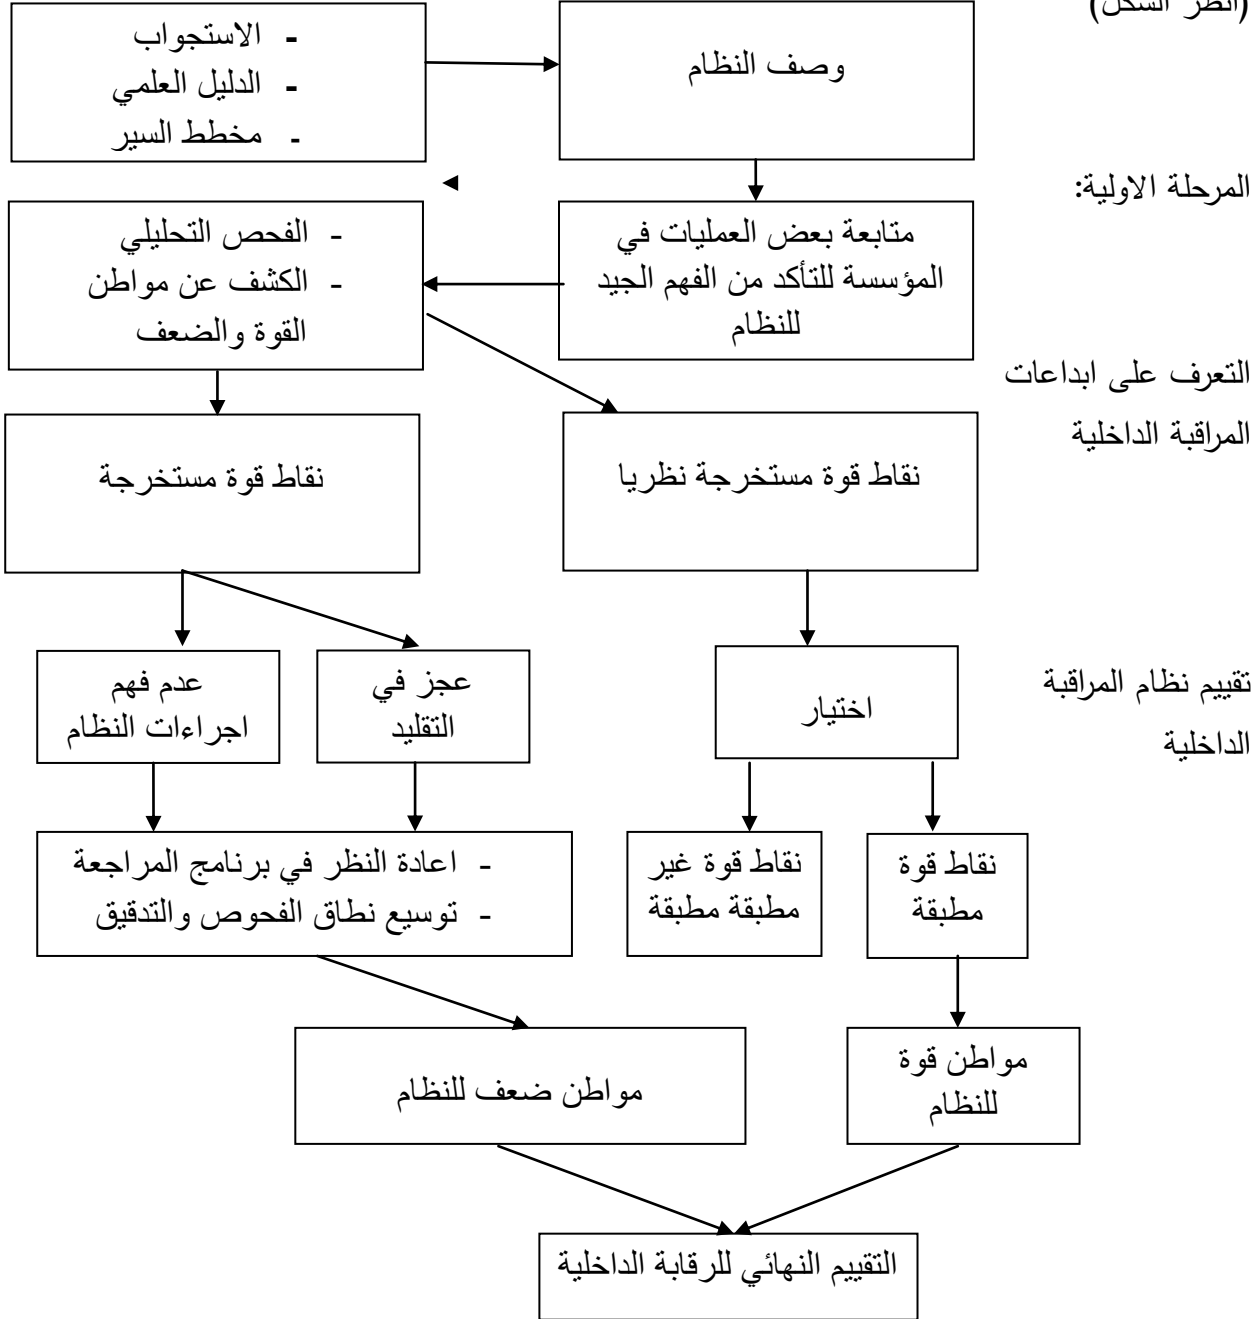 (انظر الشكل)
وصف النظام
- الاستجواب
- الدليل العلمي
- مخطط السير
المرحلة الاولية:
متابعة بعض العمليات في
المؤسسة للتأكد من الفهم الجيد
للنظام
- الفحص التحليلي
- الكشف عن مواطن
القوة والضعف
التعرف على ابداعات
المراقبة الداخلية
نقاط قوة مستخرجة نظريا
نقاط قوة مستخرجة
تقييم نظام المراقبة
الداخلية
اختيار
عجز في
التقليد
عدم فهم
اجراءات النظام
نقاط قوة
مطبقة
نقاط قوة غير
مطبقة مطبقة
- اعادة النظر في برنامج المراجعة
- توسيع نطاق الفحوص والتدقيق
مواطن قوة
للنظام
مواطن ضعف للنظام
التقييم النهائي للرقابة الداخلية